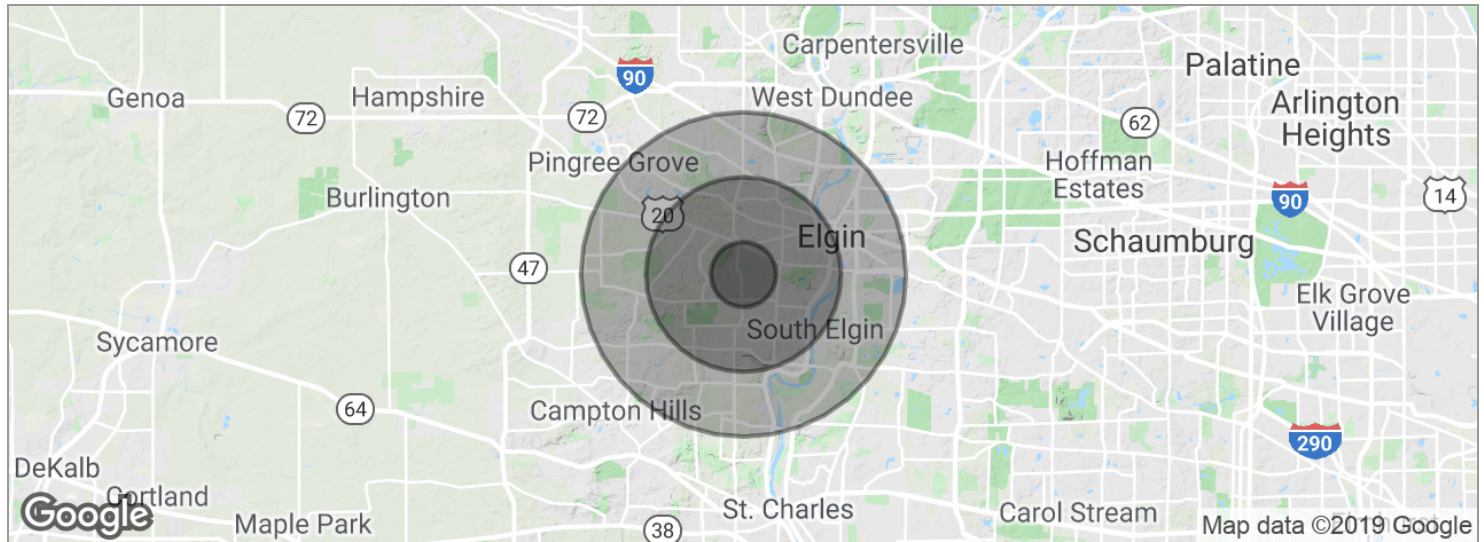 Carpentersville
Palatine
90
Genoa
Hampshire
West Dundee
Arlington
Heights
72
72
62
Pingree Grove
Hoffman
Estates
Burlington
20
90
14
Elgin
Schaumburg
47
Elk Grove
Village
South Elgin
Sycamore
64
Campton Hills
290
DeKalb
Cortland
Google
Maple Park
St. Charles
38
Carol Stream
Map data ©2019 Google